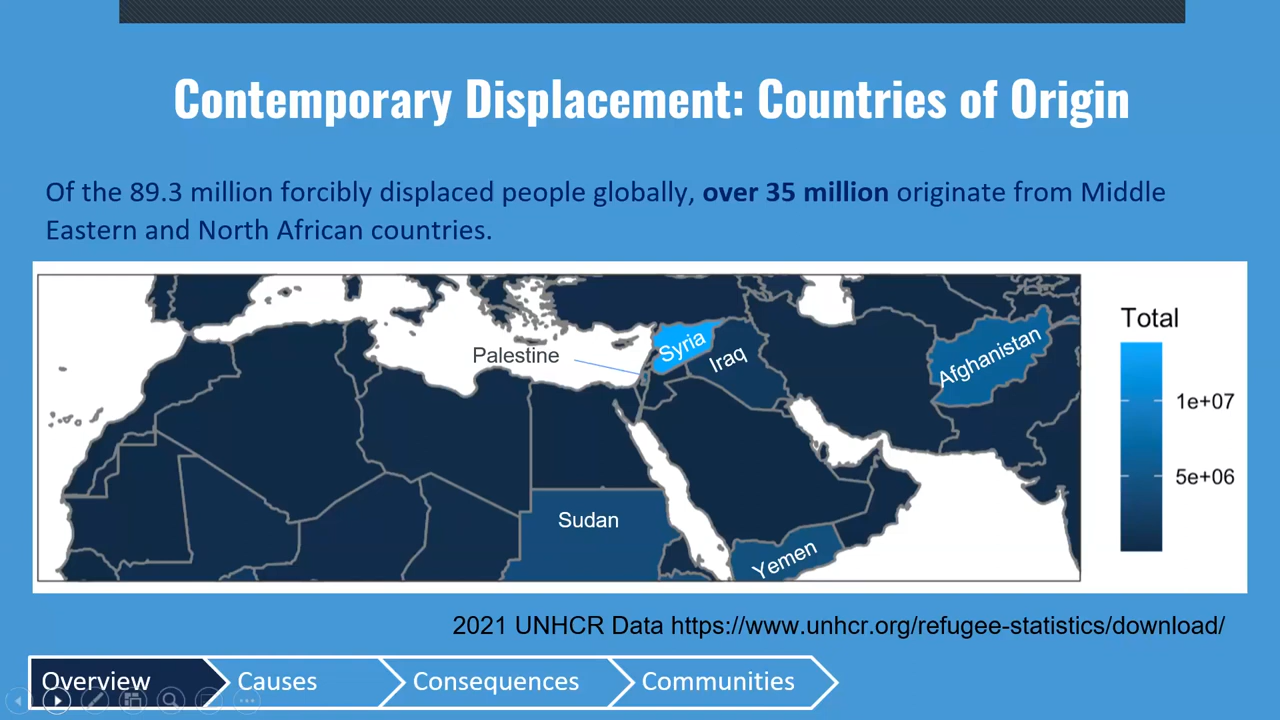 Contemporary Displacement: Countries of Origin
Of the 89.3 million forcibly displaced people globally, over 35 million originate from Middle
Eastern and North African countries.
Total
1e+07
5e+06
Palestine
Syria
Iraq
Afghanistan
Sudan
Yemen
2021 UNHCR Data https://www.unhcr.org/refugee-statistics/download/
Overview
Causes
Consequences
Communities